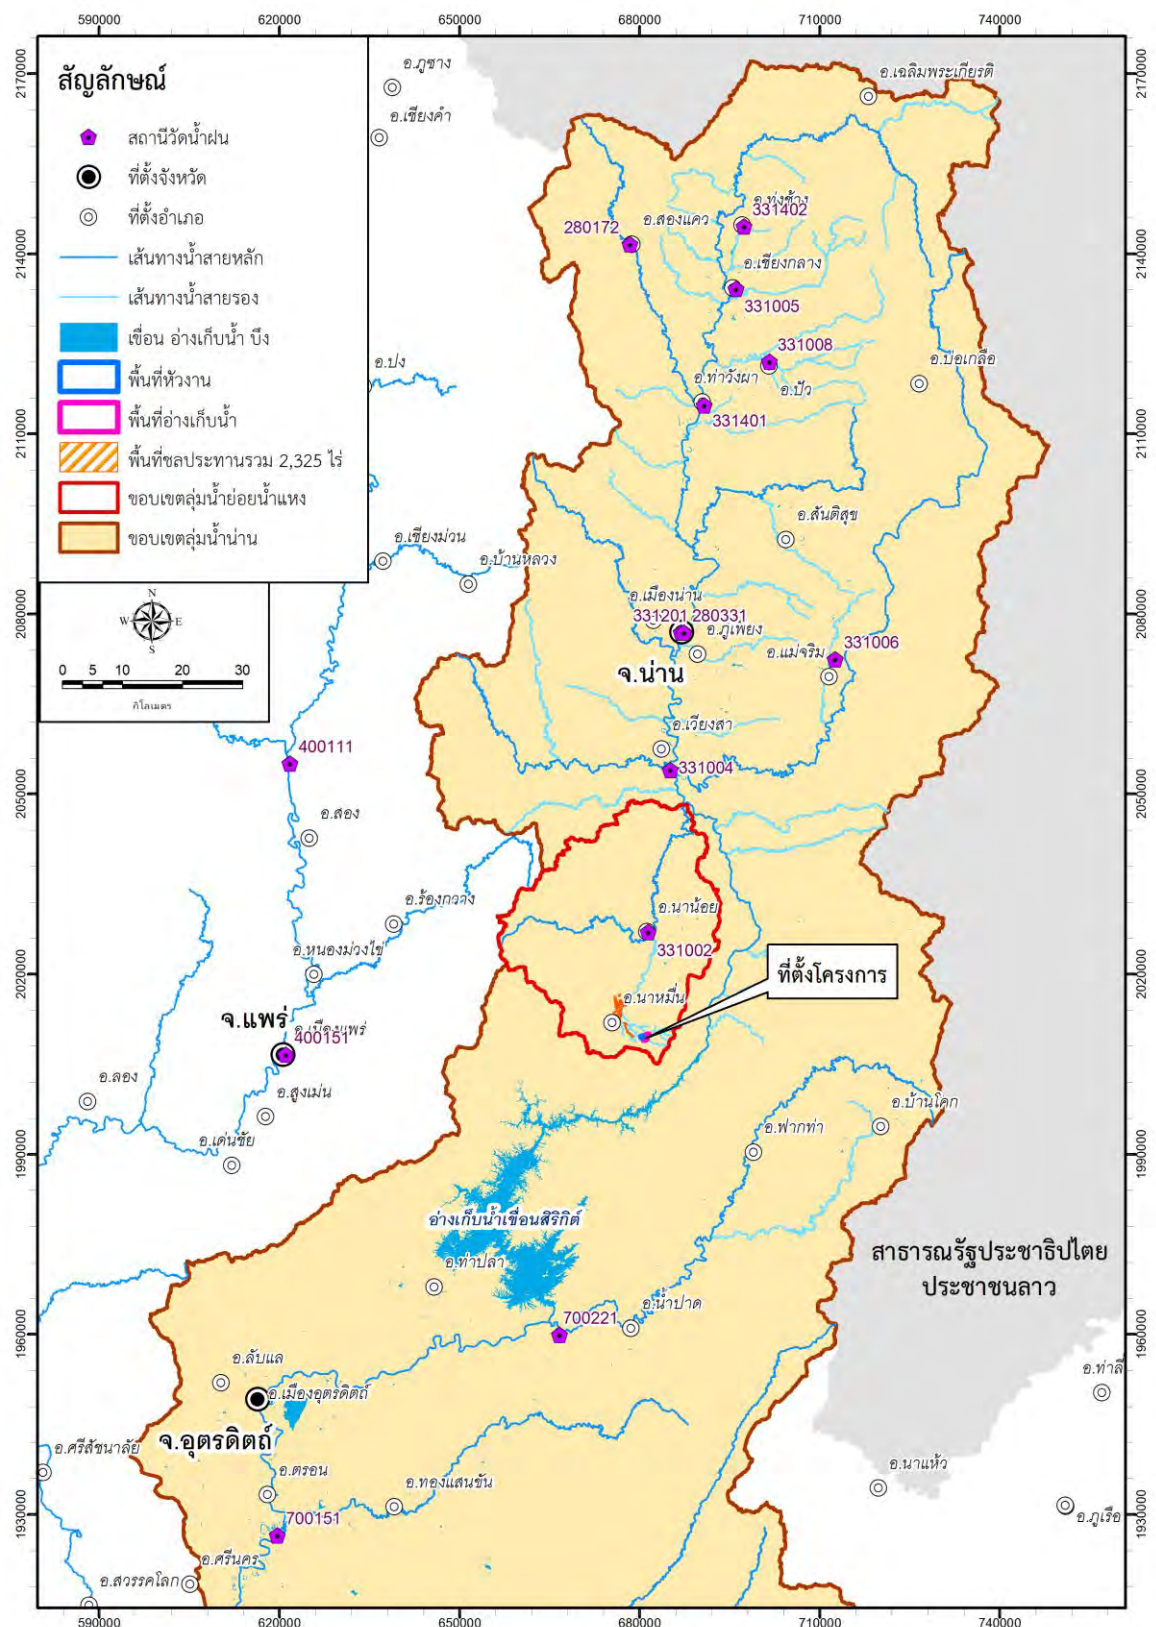 590000 620000 650000 680000 710000 740000
2170000
2140000
2110000
2080000
2050000
2020000
1990000
1960000
1930000
สัญลักษณ์
สถานีวัดน้ำฝน
ที่ตั้งจังหวัด
ที่ตั้งอำเภอ
เส้นทางน้ำสายหลัก
เส้นทางน้ำสายรอง
เขื่อน อ่างเก็บน้ำ บึง
พื้นที่หัวงาน
พื้นที่อ่างเก็บน้ำ
พื้นที่ชลประทานรวม 2,325 ไร่
ขอบเขตลุ่มน้ำย่อยน้ำแหง
ขอบเขตลุ่มน้ำน่าน
N
W E
S
0 5 10 20 30
กิโลเมตร
อ.ภูซาง
อ.เชียงคำ
อ.เฉลิมพระเกียรติ
อ.ทุ่งช้าง
331402
อ.สองแคว
280172
อ.เชียงกลาง
331005
331008
อ.ปัว
อ.บ่อเกลือ
อ.ปง
อ.ท่าวังผา
331401
อ.สันติสุข
อ.เชียงม่วน
อ.บ้านหลวง
อ.เมืองน่าน
331201 280331
อ.ภูเพียง
จ.น่าน
อ.แม่จริม
331006
อ.เวียงสา
331004
400111
อ.สอง
อ.ร้องกวาง
อ.นาน้อย
331002
อ.หนองม่วงไข่
ที่ตั้งโครงการ
อ.นาหมื่น
จ.แพร่
อ.เมืองแพร่
400151
อ.ลอง
อ.สูงเม่น
อ.เด่นชัย
อ.บ้านโคก
อ.ฟากท่า
อ่างเก็บน้ำเขื่อนสิริกิต์
อ.ท่าปลา
สาธารณรัฐประชาธิปไตย
ประชาชนลาว
700221
อ.น้ำปาด
อ.ลับแล
อ.เมืองอุตรดิตถ์
จ.อุตรดิตถ์
อ.ท่าลี่
อ.ศรีสัชนาลัย
อ.ตรอน
อ.ทองแสนขัน
อ.นาแห้ว
อ.ภูเรือ
700151
อ.ศรีนคร
อ.สวรรคโลก
2170000
2140000
2110000
2080000
2050000
2020000
1990000
1960000
1930000
590000 620000 650000 680000 710000 740000